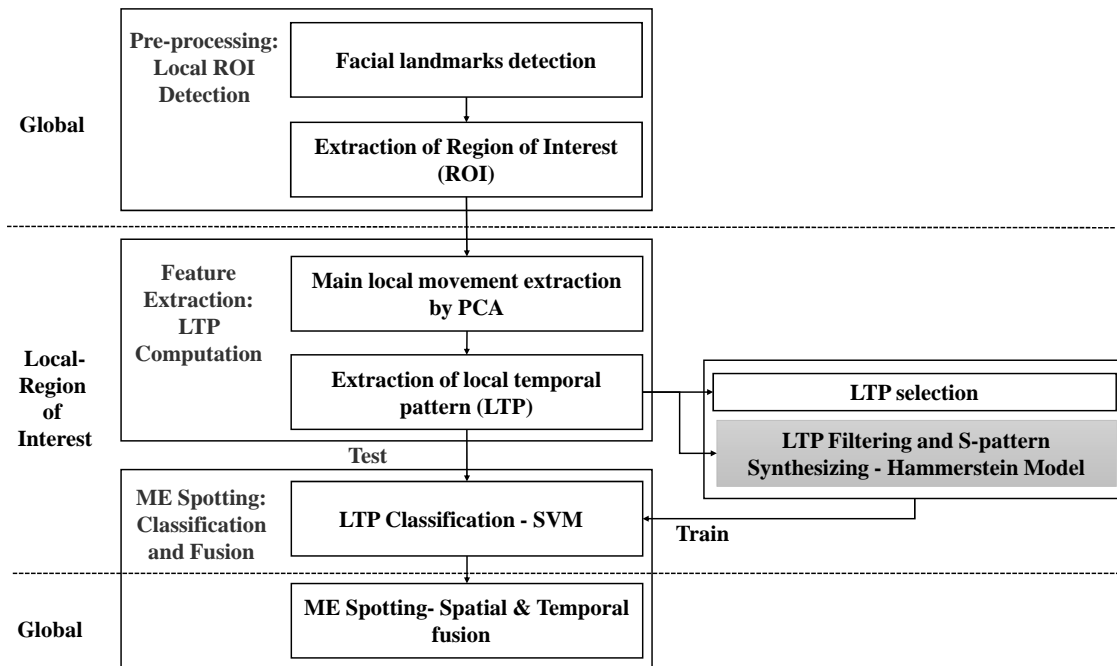 Pre-processing:
Local ROI
Detection
Facial landmarks detection
Global
Extraction of Region of Interest
(ROI)
Feature
Extraction:
LTP
Computation
Main local movement extraction
by PCA
Local-
Region
of
Interest
Extraction of local temporal
pattern (LTP)
LTP selection
LTP Filtering and S-pattern
Synthesizing - Hammerstein Model
Test
ME Spotting:
Classification
and Fusion
LTP Classification - SVM
Train
Global
ME Spotting- Spatial & Temporal
fusion